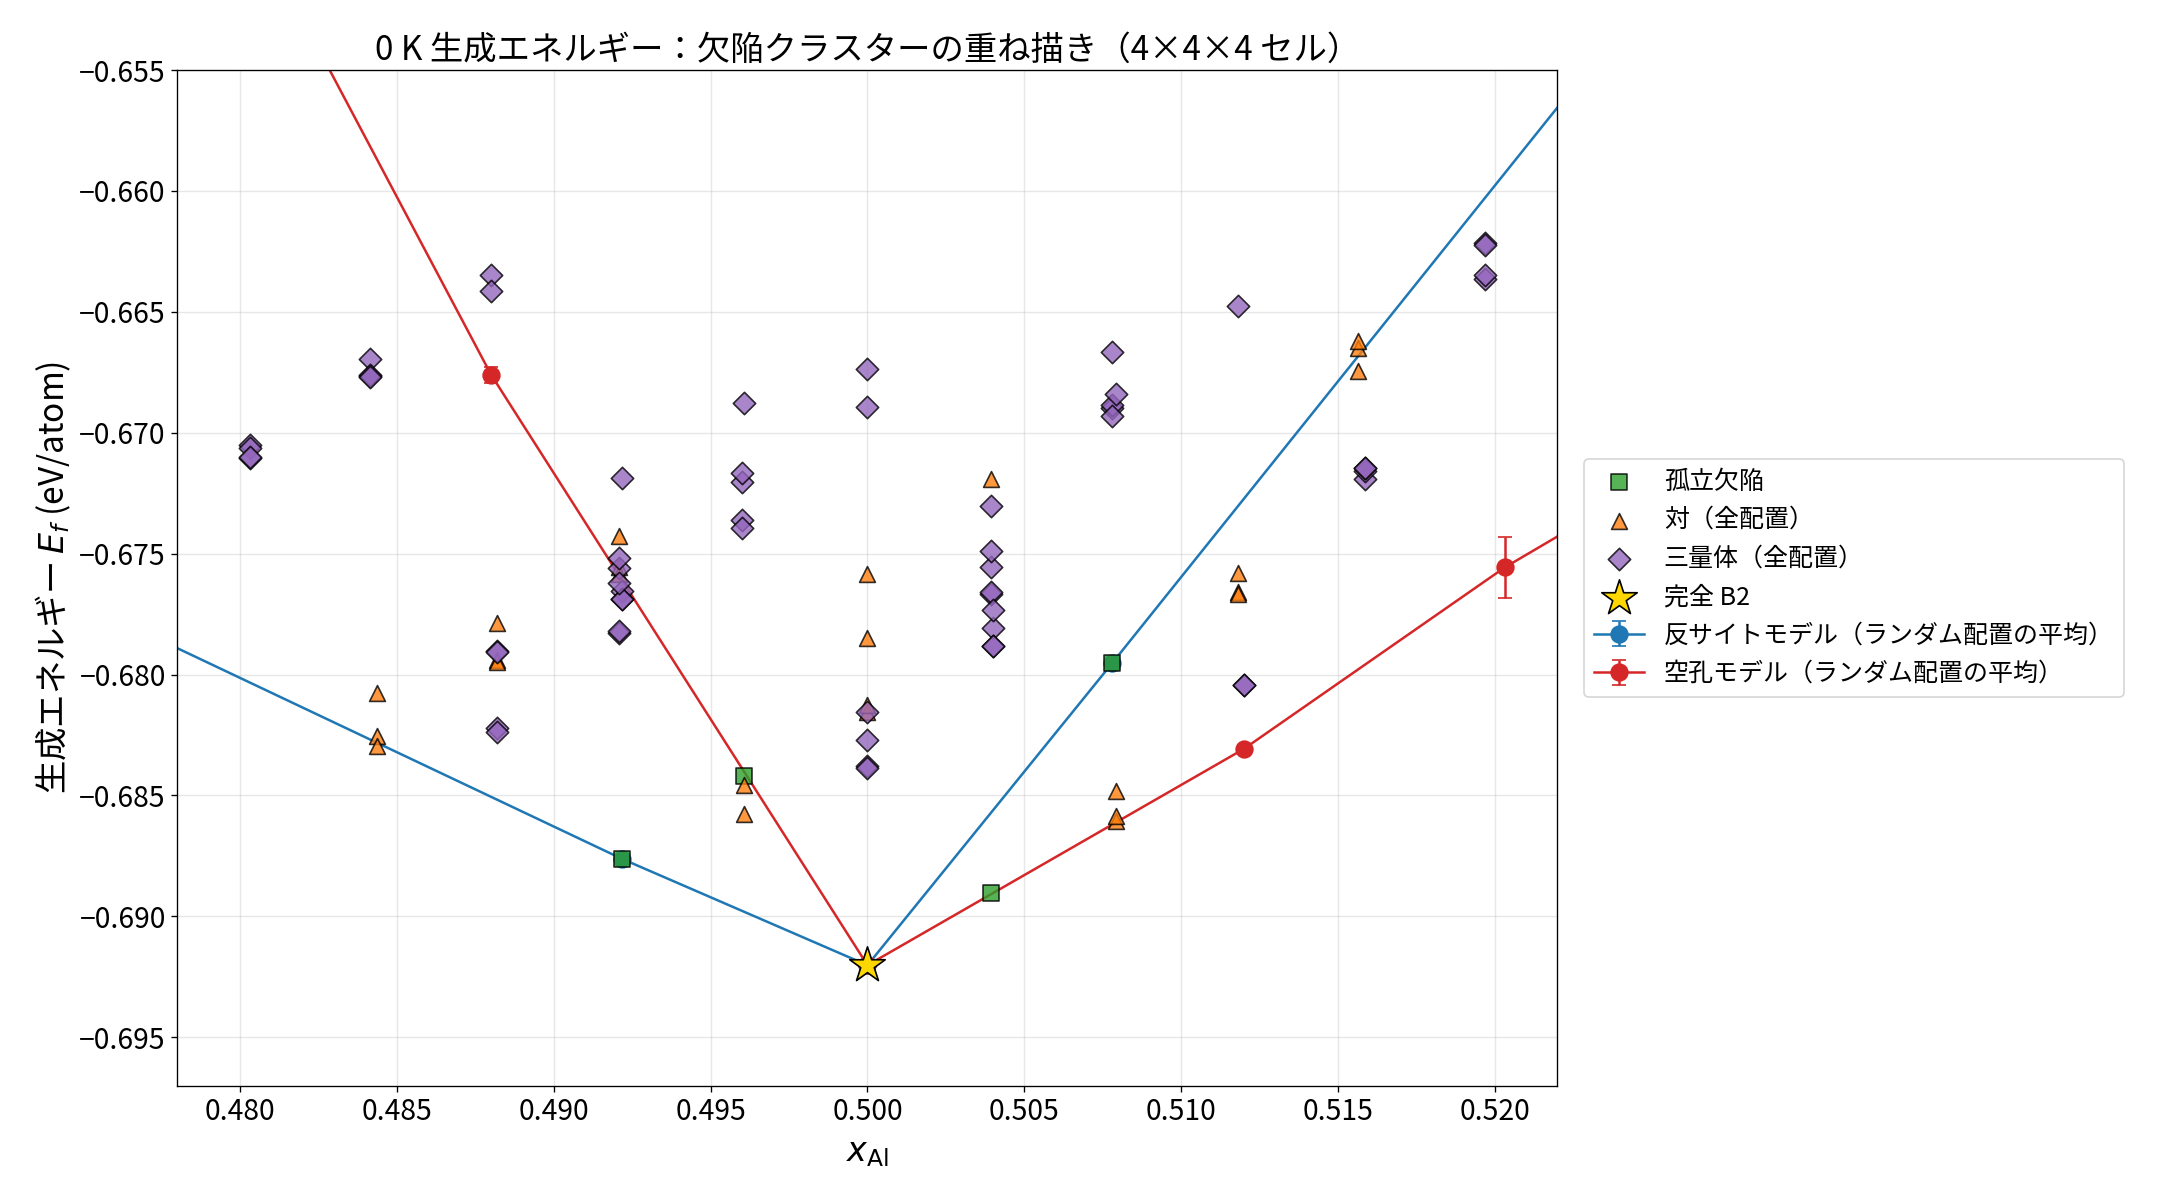 0 K 生成エネルギー：欠陥クラスターの重ね描き（4×4×4 セル）
生成エネルギー E_f (eV/atom)
−0.655
−0.660
−0.665
−0.670
−0.675
−0.680
−0.685
−0.690
−0.695
0.480 0.485 0.490 0.495 0.500 0.505 0.510 0.515 0.520
x_Al
孤立欠陥
対（全配置）
三量体（全配置）
完全 B2
反サイトモデル（ランダム配置の平均）
空孔モデル（ランダム配置の平均）